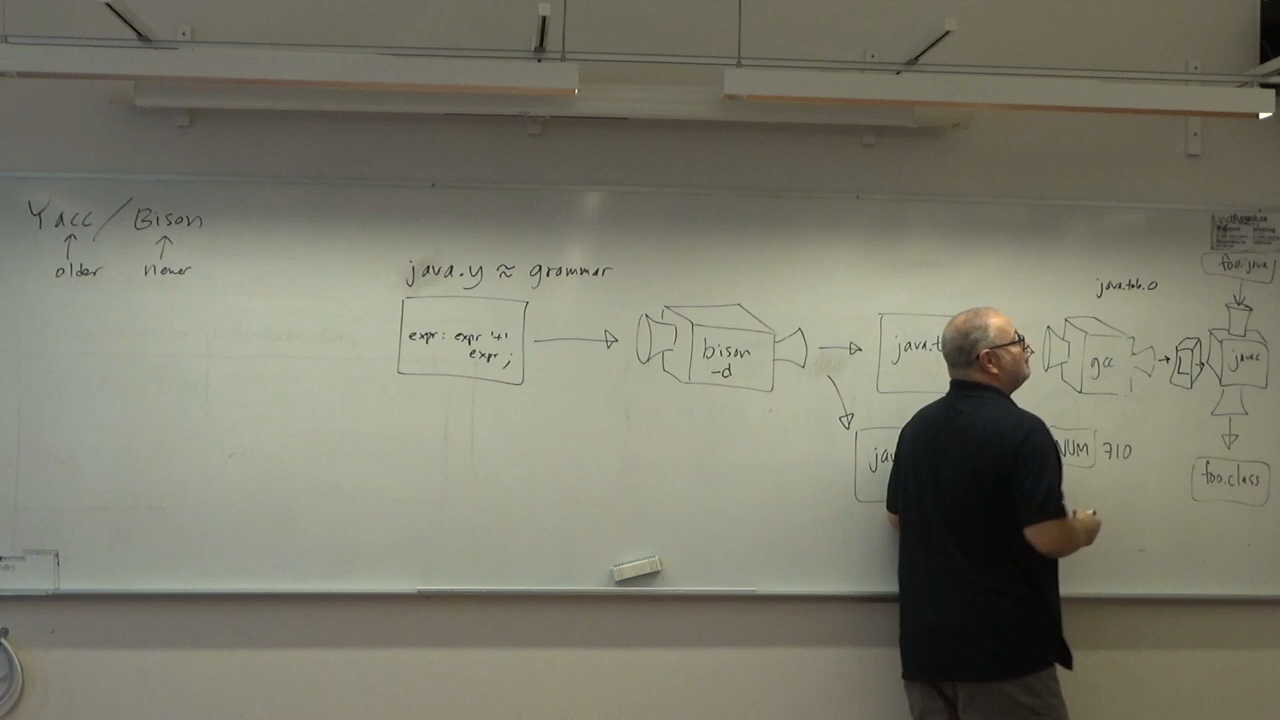 Yacc / Bison
older newer
java.y ≈ grammar
expr: expr '+'
expr ;
bison
-d
java.t
jav
NUM 710
java.tab.o
gcc
foo.java
javac
foo.class